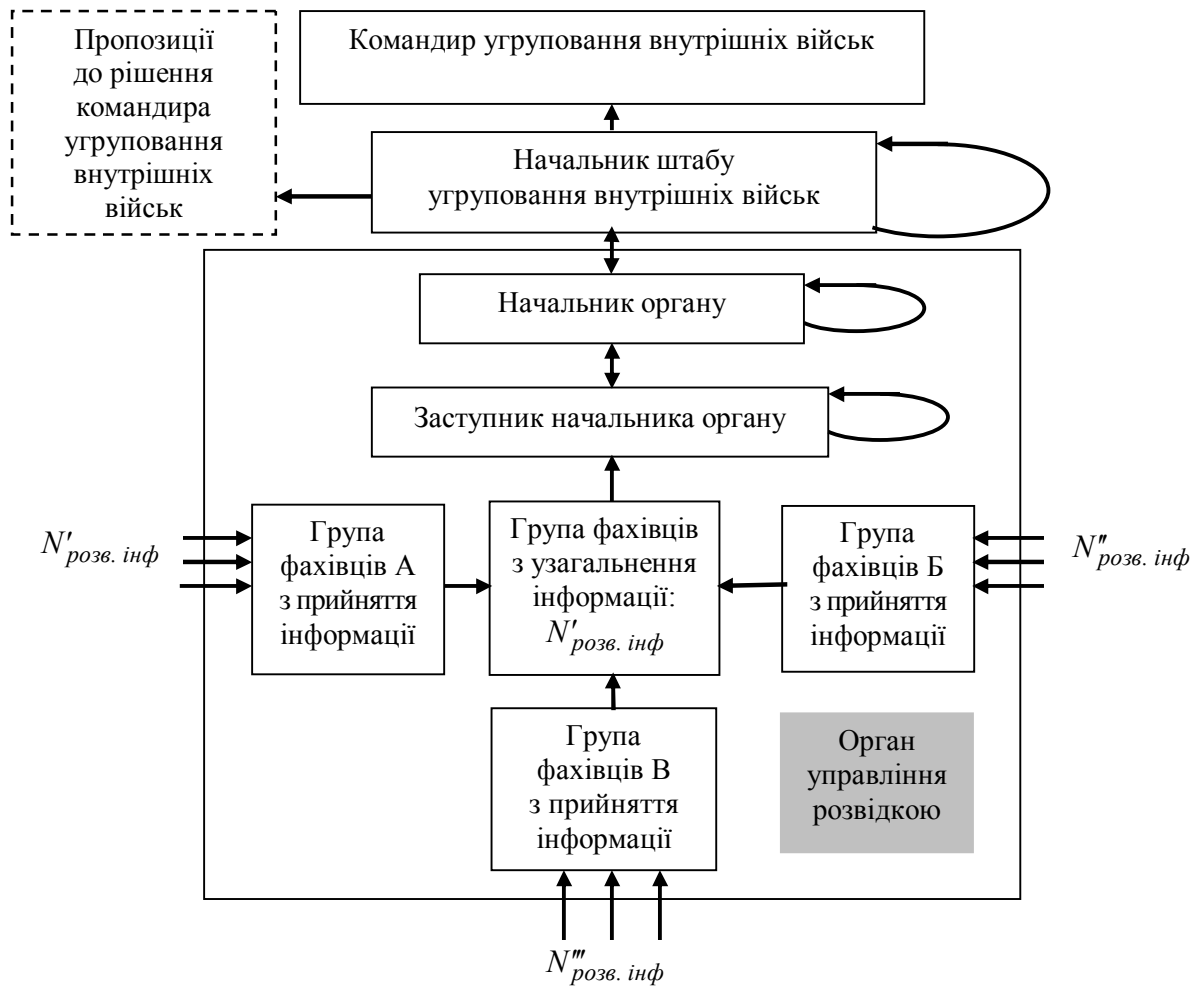 Пропозиції
до рішення
командира
угруповання
внутрішніх
військ
Командир угруповання внутрішніх військ
Начальник штабу
угруповання внутрішніх військ
Начальник органу
Заступник начальника органу
N′розв. інф
Група
фахівців А
з прийняття
інформації
Група фахівців
з узагальнення
інформації:
N′розв. інф
Група
фахівців Б
з прийняття
інформації
N″розв. інф
Група
фахівців В
з прийняття
інформації
Орган
управління
розвідкою
N‴розв. інф